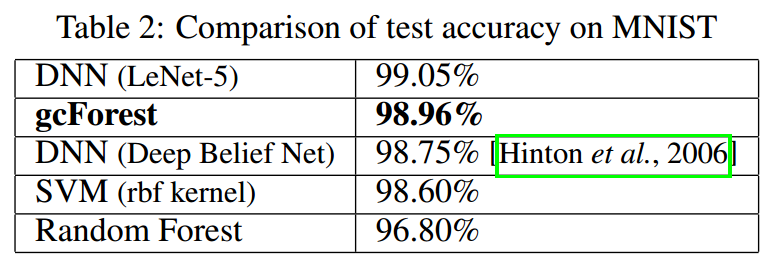 Table 2: Comparison of test accuracy on MNIST
DNN (LeNet-5) 99.05%
gcForest 98.96%
DNN (Deep Belief Net) 98.75% [Hinton et al., 2006]
SVM (rbf kernel) 98.60%
Random Forest 96.80%